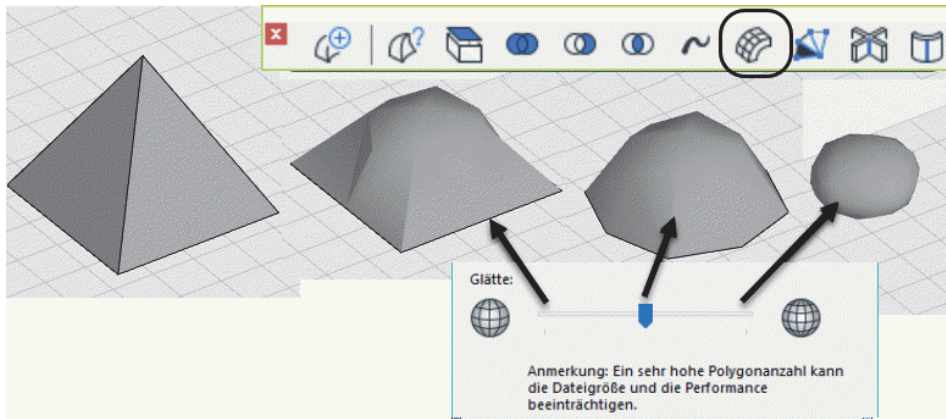 x
?
Glätte:
Anmerkung: Ein sehr hohe Polygonanzahl kann
die Dateigröße und die Performance
beeinträchtigen.